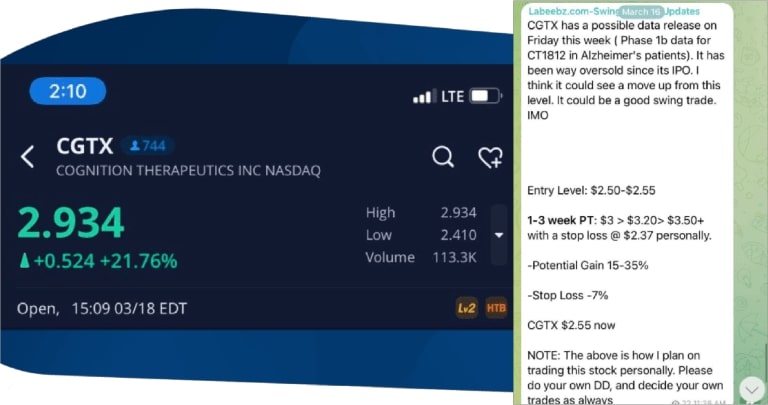 2:10
LTE
CGTX 744
COGNITION THERAPEUTICS INC NASDAQ
2.934
+0.524 +21.76%
High 2.934
Low 2.410
Volume 113.3K
Open, 15:09 03/18 EDT
Lv2 HTB
Labeebz.com-Swing Updates
March 16
CGTX has a possible data release on
Friday this week ( Phase 1b data for
CT1812 in Alzheimer's patients). It has
been way oversold since its IPO. I
think it could see a move up from this
level. It could be a good swing trade.
IMO
Entry Level: $2.50-$2.55
1-3 week PT: $3 > $3.20> $3.50+
with a stop loss @ $2.37 personally.
-Potential Gain 15-35%
-Stop Loss -7%
CGTX $2.55 now
NOTE: The above is how I plan on
trading this stock personally. Please
do your own DD, and decide your own
trades as always